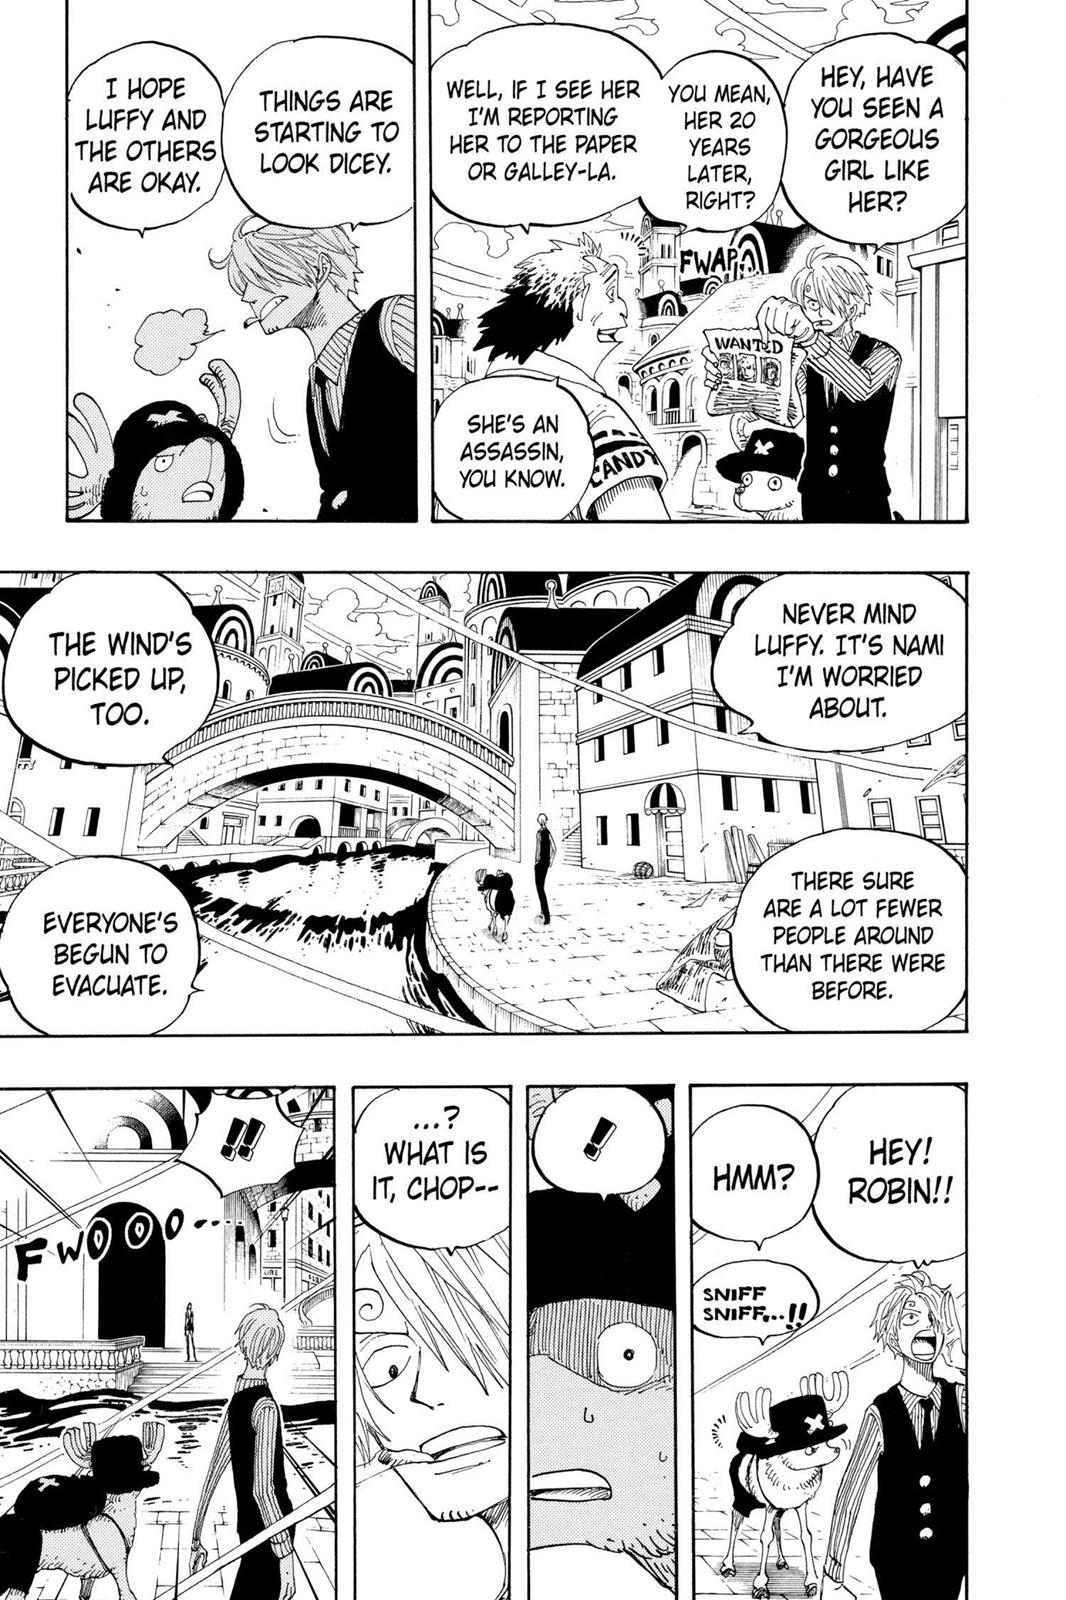 HEY, HAVE
YOU SEEN A
GORGEOUS
GIRL LIKE
HER?
YOU MEAN,
HER 20
YEARS
LATER,
RIGHT?
WELL, IF I SEE HER
I'M REPORTING
HER TO THE PAPER
OR GALLEY-LA.
FWAP
WANTED
SHE'S AN
ASSASSIN,
YOU KNOW.
CANDY
THINGS ARE
STARTING TO
LOOK DICEY.
I HOPE
LUFFY AND
THE OTHERS
ARE OKAY.
NEVER MIND
LUFFY. IT'S NAMI
I'M WORRIED
ABOUT.
THE WIND'S
PICKED UP,
TOO.
THERE SURE
ARE A LOT FEWER
PEOPLE AROUND
THAN THERE WERE
BEFORE.
EVERYONE'S
BEGUN TO
EVACUATE.
HEY!
ROBIN!!
HMM?
SNIFF
SNIFF...!!
!
...?
WHAT IS
IT, CHOP--
!!
FWOOO...